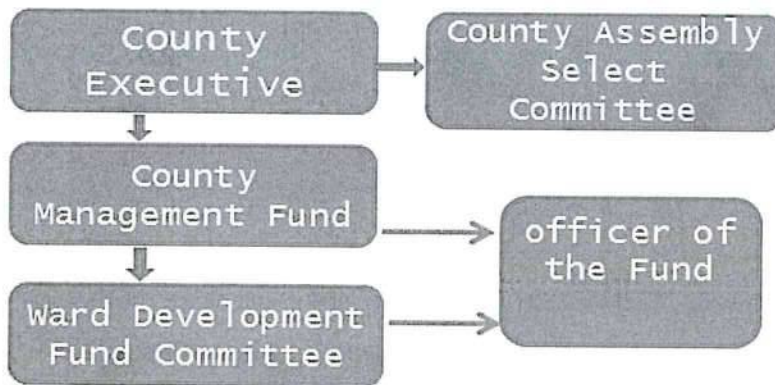 County
Executive
County Assembly
Select
Committee
County
Management Fund
officer of
the Fund
Ward Development
Fund Committee